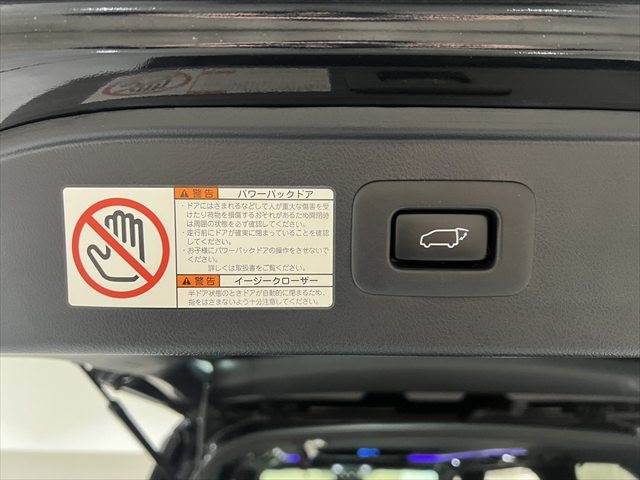 警告 パワーバックドア
・ドアにはさまれるなどして人が重大な傷害を受
けたり荷物を損傷するおそれがあるため開閉時
は周囲の状態を必ず確認してください。
・走行前にドアが確実に閉まっていることを確認
してください。
・お子様にパワーバックドアの操作をさせないで
ください。
詳しくは取扱書をご覧ください。
警告 イージークローザー
半ドア状態のときドアが自動的に閉まるため、
指をはさまないよう十分注意してください。